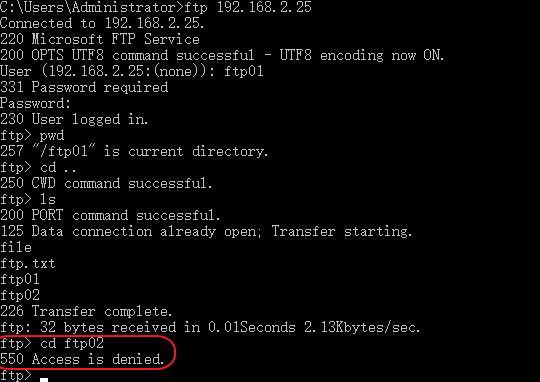 C:\Users\Administrator>ftp 192.168.2.25
Connected to 192.168.2.25.
220 Microsoft FTP Service
200 OPTS UTF8 command successful - UTF8 encoding now ON.
User (192.168.2.25:(none)): ftp01
331 Password required
Password:
230 User logged in.
ftp> pwd
257 "/ftp01" is current directory.
ftp> cd ..
250 CWD command successful.
ftp> ls
200 PORT command successful.
125 Data connection already open; Transfer starting.
file
ftp.txt
ftp01
ftp02
226 Transfer complete.
ftp: 32 bytes received in 0.01Seconds 2.13Kbytes/sec.
ftp> cd ftp02
550 Access is denied.
ftp>